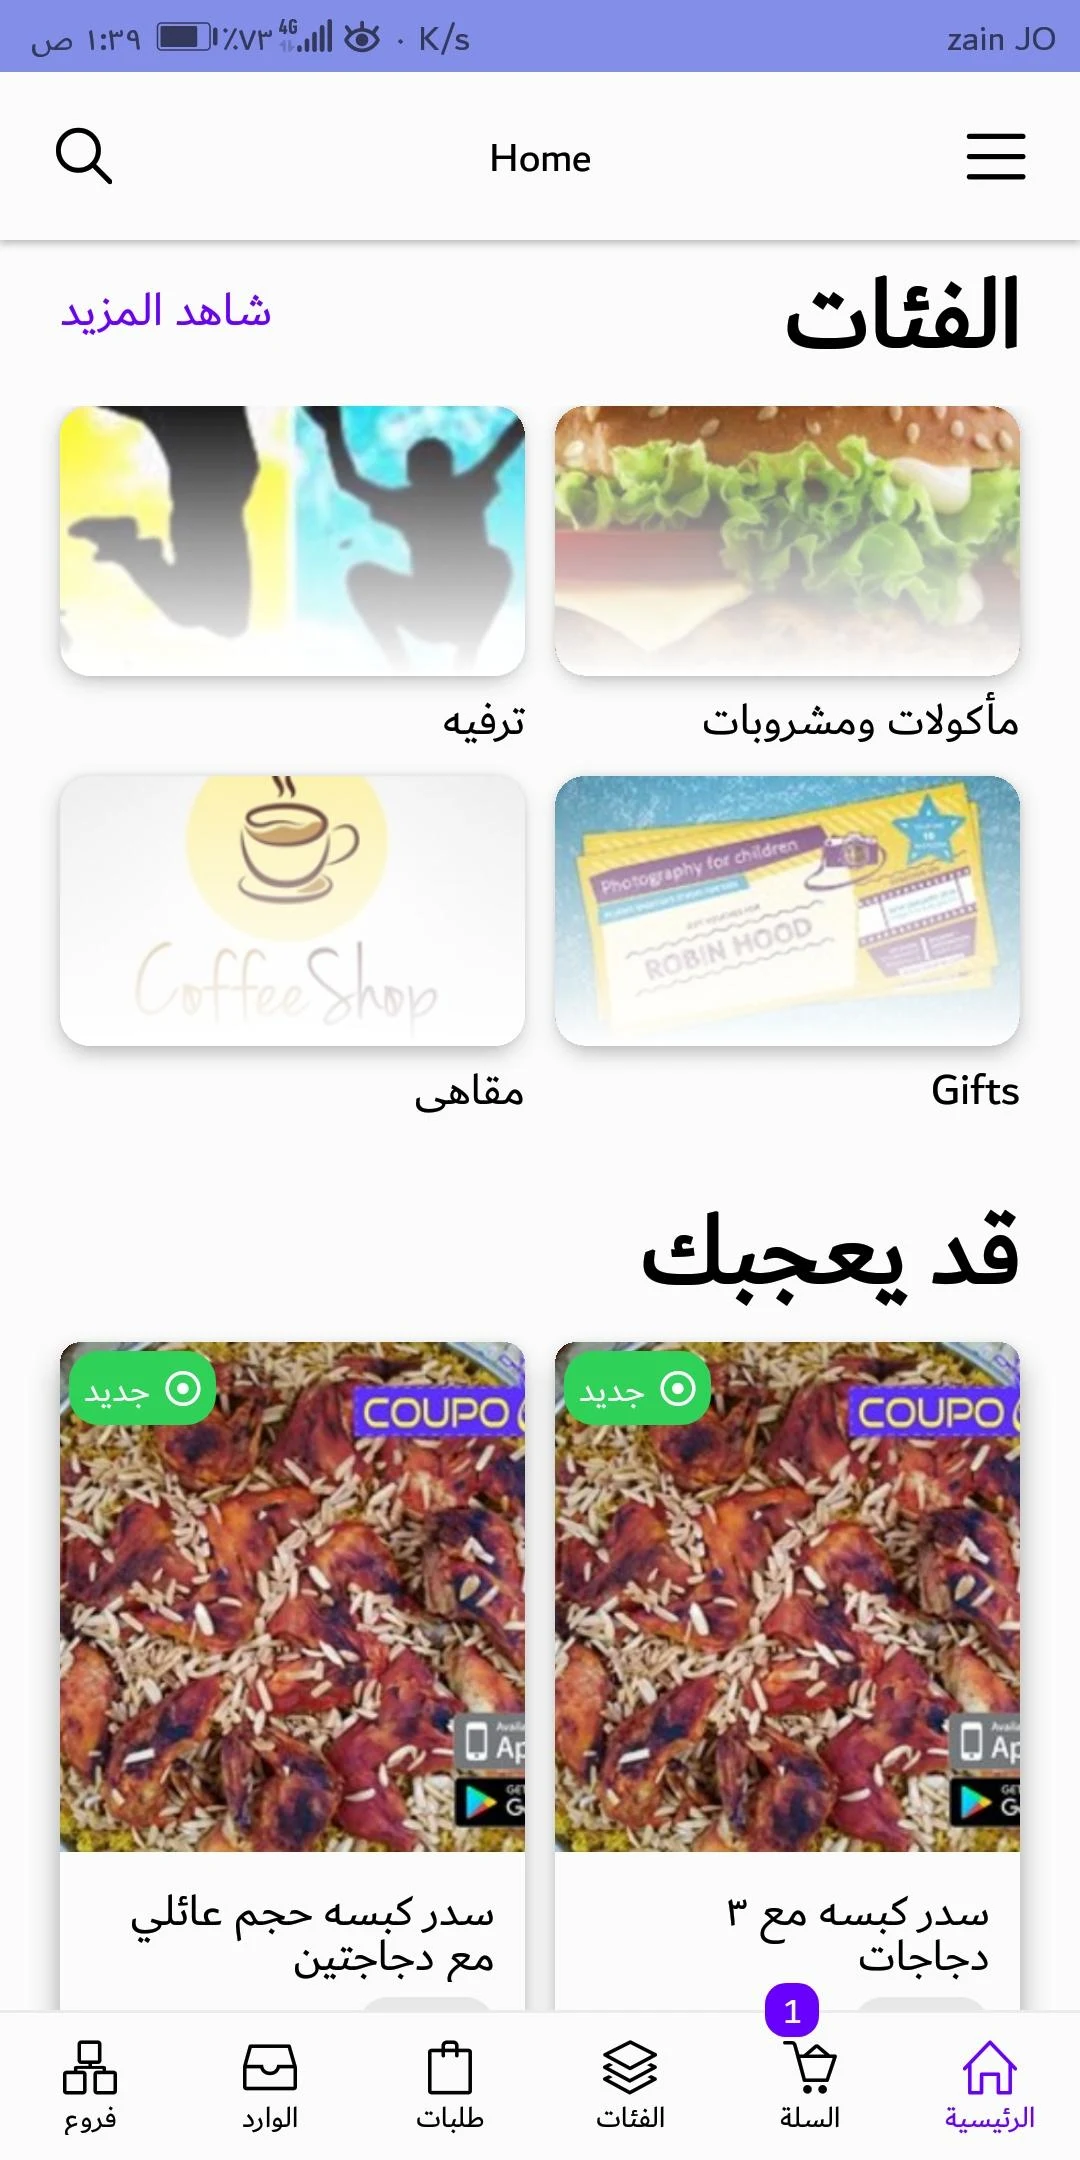 ١:٣٩ ص ٪٧٣ 4G · K/s zain JO
Home
الفئات
شاهد المزيد
مأكولات ومشروبات
ترفيه
Photography for children
ROBIN HOOD
Coffee Shop
Gifts
مقاهى
قد يعجبك
جديد
COUPO
جديد
COUPO
سدر كبسه مع ٣
دجاجات
سدر كبسه حجم عائلي
مع دجاجتين
1
الرئيسية
السلة
الفئات
طلبات
الوارد
فروع